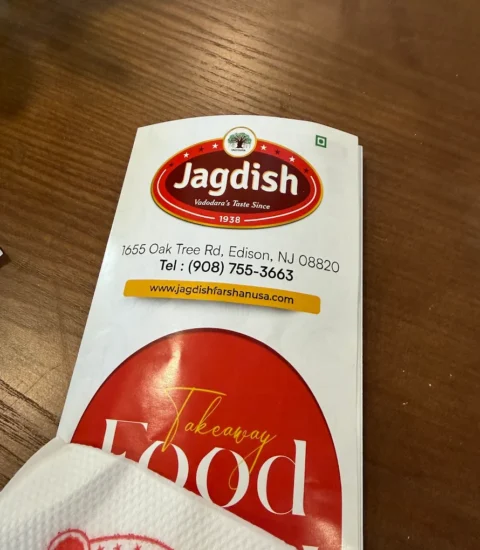 Jagdish
Vadodara's Taste Since
1938
1655 Oak Tree Rd, Edison, NJ 08820
Tel : (908) 755-3663
www.jagdishfarshanusa.com
Takeaway
Food